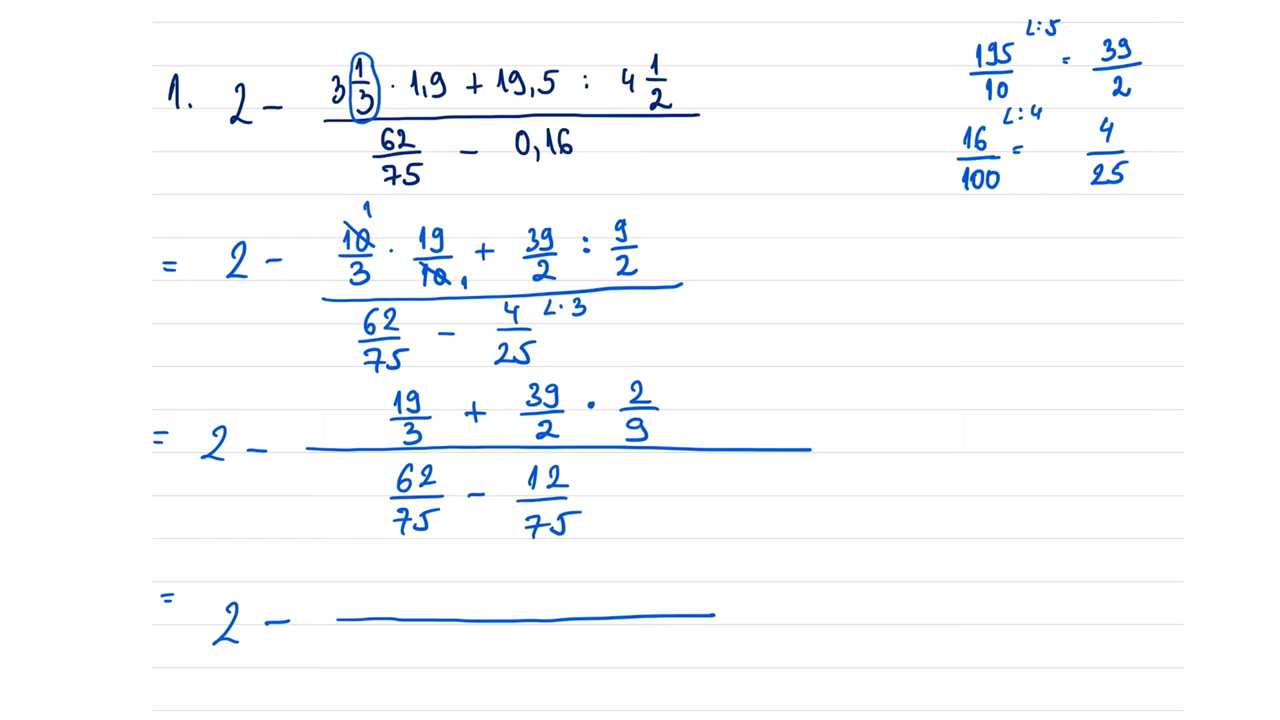 1. 2 - (3 1/3 · 1,9 + 19,5 : 4 1/2) / (62/75 - 0,16)
195/10 L:5 = 39/2
16/100 L:4 = 4/25
= 2 - (10/3 1 · 19/10 1 + 39/2 : 9/2) / (62/75 - 4/25 L·3)
= 2 - (19/3 + 39/2 · 2/9) / (62/75 - 12/75)
= 2 -